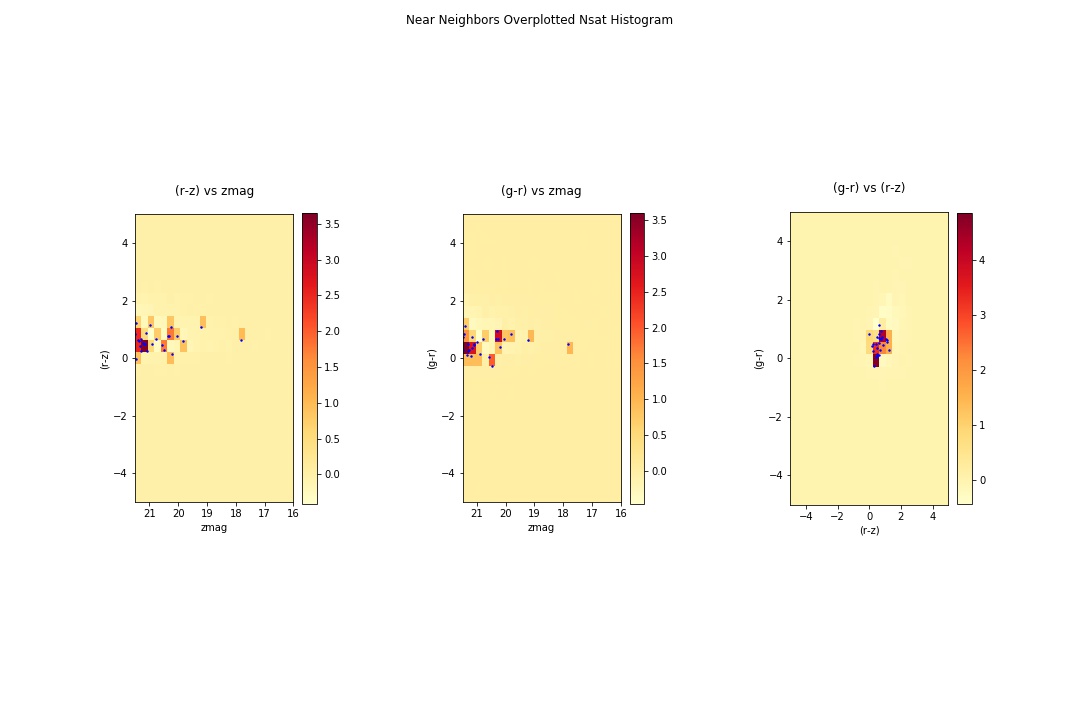 Near Neighbors Overplotted Nsat Histogram
(r-z) vs zmag
4
2
0
−2
−4
(r-z)
21 20 19 18 17 16
zmag
3.5
3.0
2.5
2.0
1.5
1.0
0.5
0.0
(g-r) vs zmag
4
2
0
−2
−4
(g-r)
21 20 19 18 17 16
zmag
3.5
3.0
2.5
2.0
1.5
1.0
0.5
0.0
(g-r) vs (r-z)
4
2
0
−2
−4
(g-r)
−4 −2 0 2 4
(r-z)
4
3
2
1
0